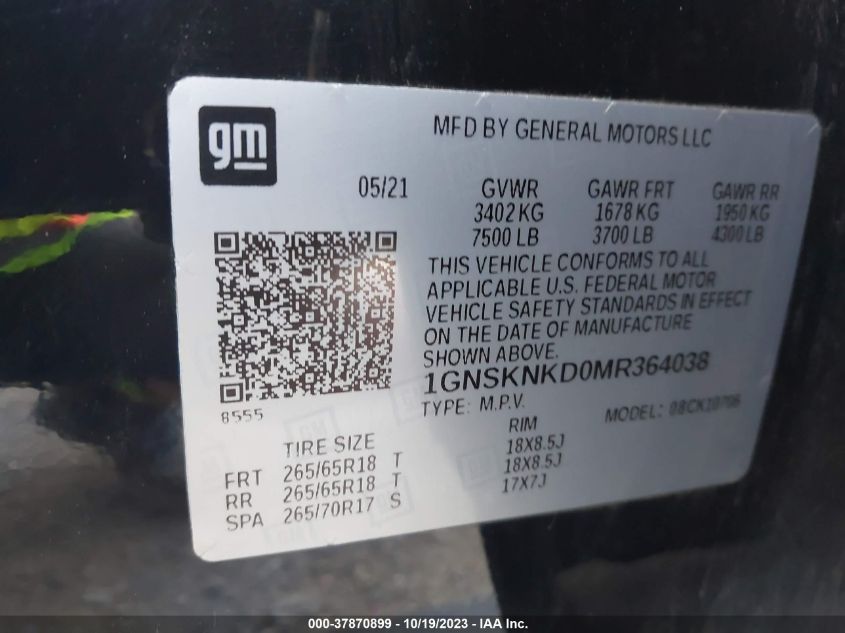 gm
MFD BY GENERAL MOTORS LLC
05/21 GVWR GAWR FRT GAWR RR
3402 KG 1678 KG 1950 KG
7500 LB 3700 LB 4300 LB
THIS VEHICLE CONFORMS TO ALL
APPLICABLE U.S. FEDERAL MOTOR
VEHICLE SAFETY STANDARDS IN EFFECT
ON THE DATE OF MANUFACTURE
SHOWN ABOVE.
1GNSKNKD0MR364038
8555
TYPE: M.P.V. MODEL: 08CK10706
TIRE SIZE RIM
FRT 265/65R18 T 18X8.5J
RR 265/65R18 T 18X8.5J
SPA 265/70R17 S 17X7J
000-37870899 - 10/19/2023 - IAA Inc.